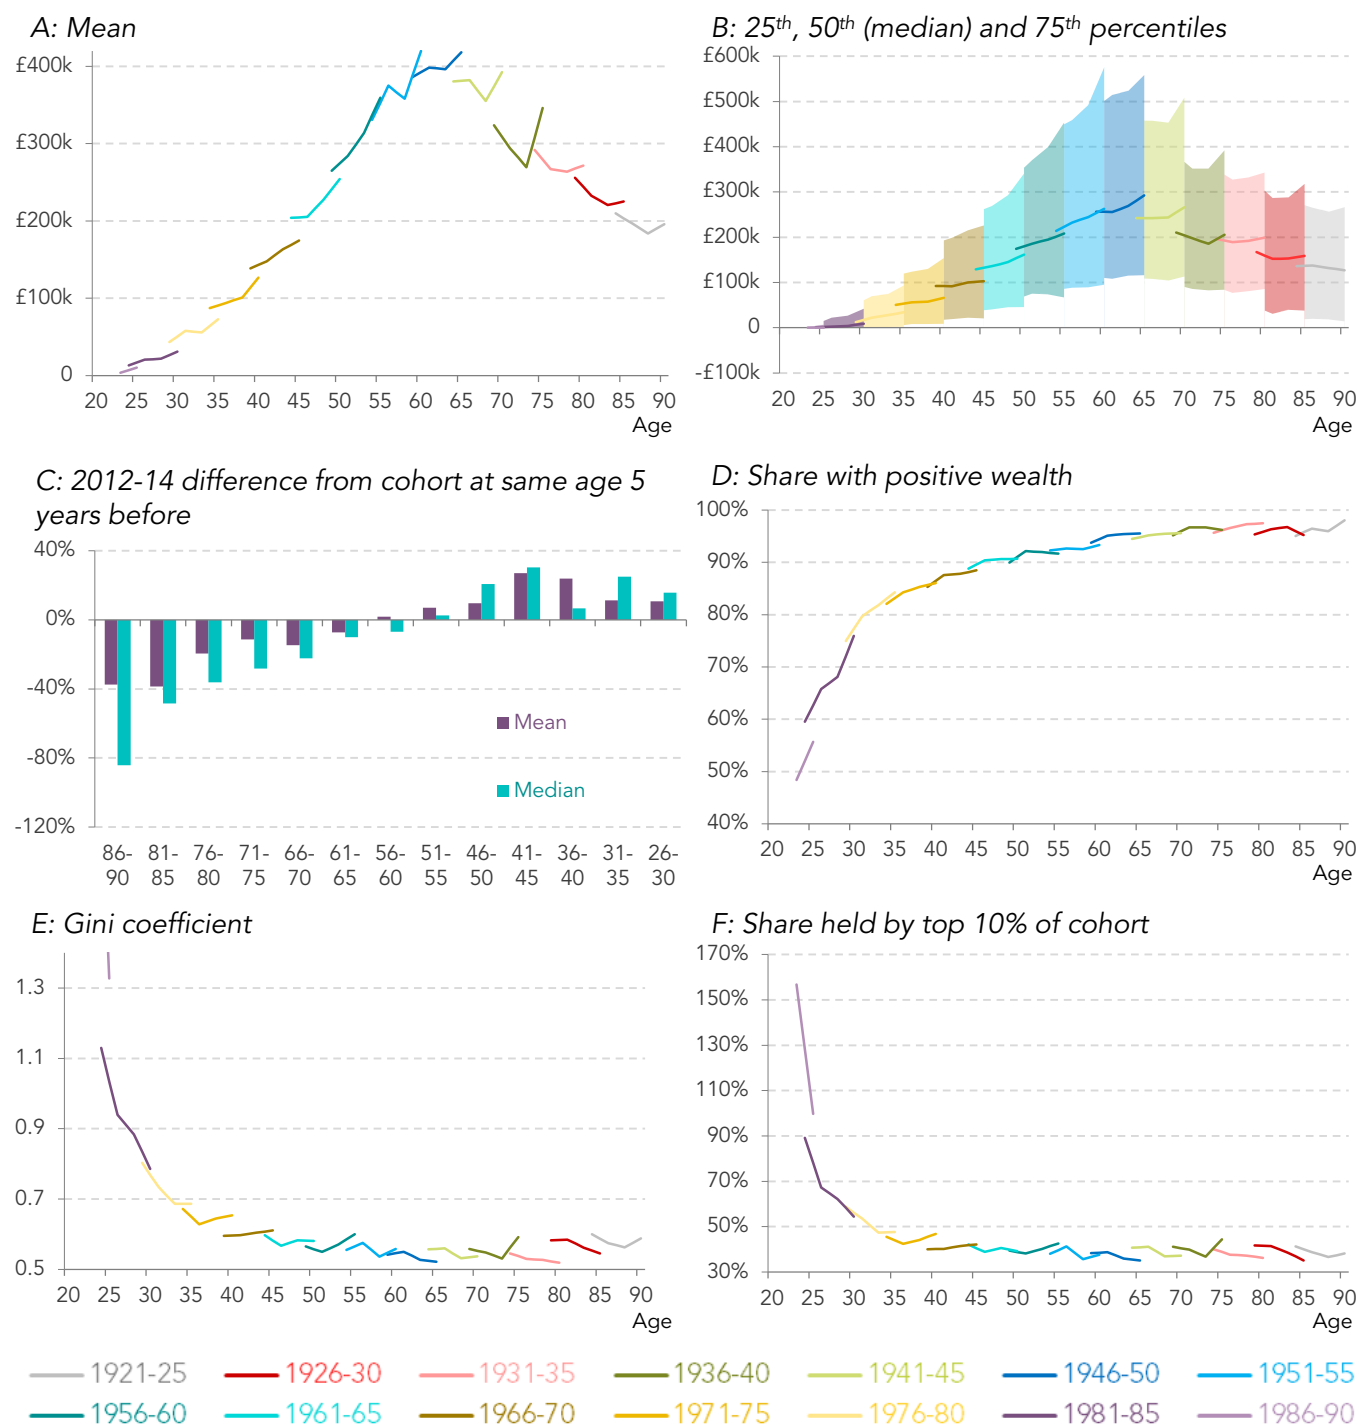 A: Mean
£400k
£300k
£200k
£100k
0
20 25 30 35 40 45 50 55 60 65 70 75 80 85 90
Age
B: 25th, 50th (median) and 75th percentiles
£600k
£500k
£400k
£300k
£200k
£100k
0
-£100k
20 25 30 35 40 45 50 55 60 65 70 75 80 85 90
Age
C: 2012-14 difference from cohort at same age 5
years before
40%
0%
-40%
-80%
-120%
Mean
Median
86- 81- 76- 71- 66- 61- 56- 51- 46- 41- 36- 31- 26-
90 85 80 75 70 65 60 55 50 45 40 35 30
D: Share with positive wealth
100%
90%
80%
70%
60%
50%
40%
20 25 30 35 40 45 50 55 60 65 70 75 80 85 90
Age
E: Gini coefficient
1.3
1.1
0.9
0.7
0.5
20 25 30 35 40 45 50 55 60 65 70 75 80 85 90
Age
F: Share held by top 10% of cohort
170%
150%
130%
110%
90%
70%
50%
30%
20 25 30 35 40 45 50 55 60 65 70 75 80 85 90
Age
1921-25 1926-30 1931-35 1936-40 1941-45 1946-50 1951-55
1956-60 1961-65 1966-70 1971-75 1976-80 1981-85 1986-90